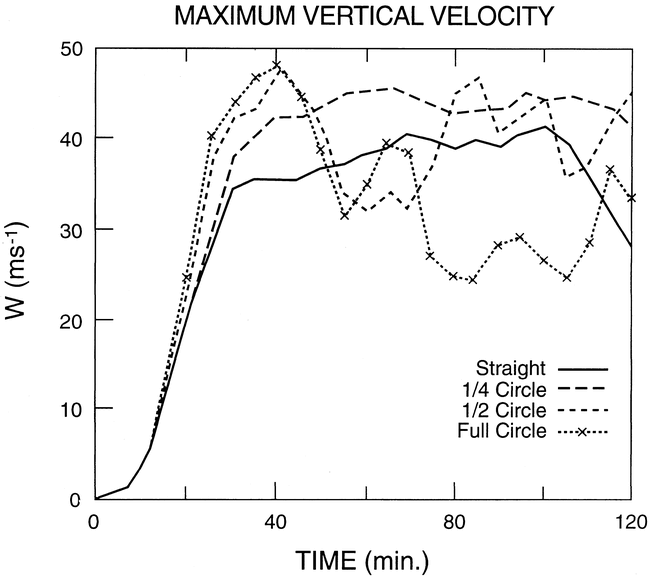 MAXIMUM VERTICAL VELOCITY
50
40
30
20
10
0
W (ms-1)
Straight
1/4 Circle
1/2 Circle
Full Circle
0 40 80 120
TIME (min.)